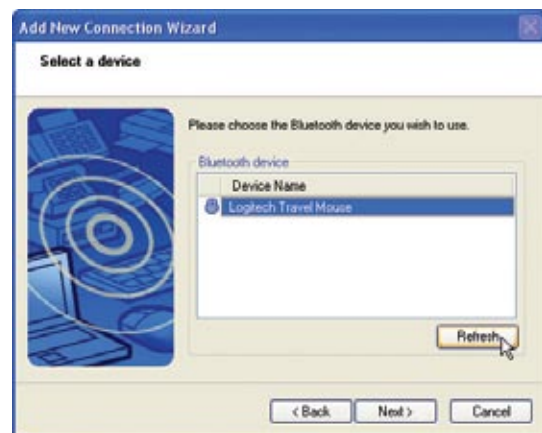 Add New Connection Wizard
Select a device
Please choose the Bluetooth device you wish to use.
Bluetooth device
Device Name
Logitech Travel Mouse
Refresh
< Back
Next >
Cancel